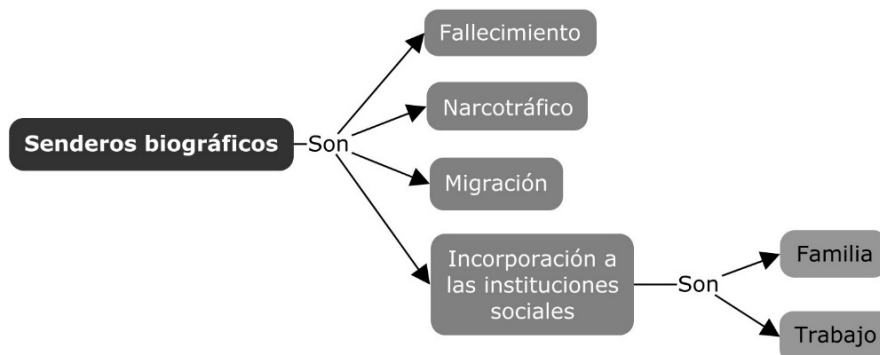 Fallecimiento
Narcotráfico
Senderos biográficos
Son
Migración
Incorporación a
las instituciones
sociales
Son
Familia
Trabajo